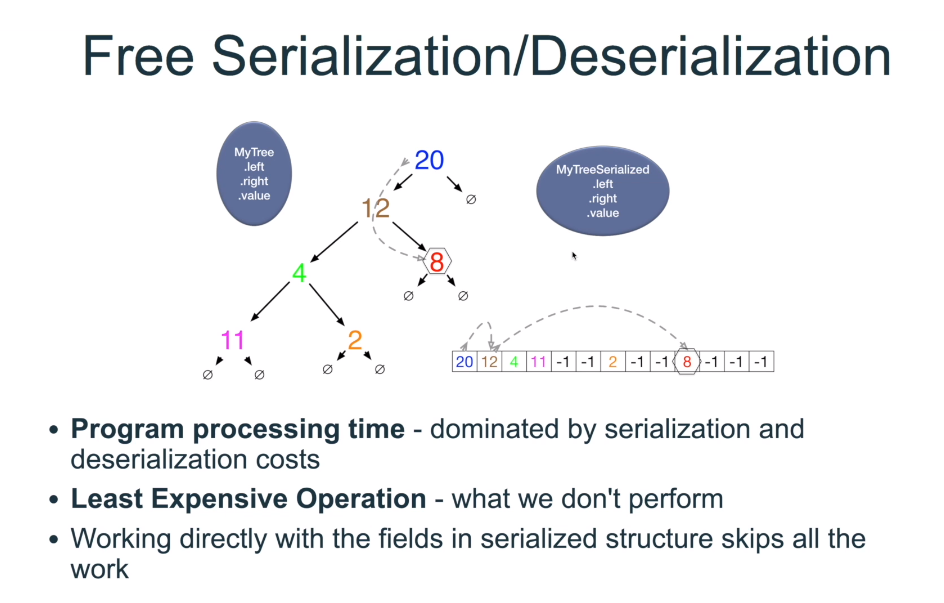 Free Serialization/Deserialization
MyTree
.left
.right
.value
20
∅
12
4
8
∅ ∅
11
2
∅ ∅
∅ ∅
MyTreeSerialized
.left
.right
.value
20 12 4 11 -1 -1 2 -1 -1 8 -1 -1 -1
• Program processing time - dominated by serialization and
deserialization costs
• Least Expensive Operation - what we don't perform
• Working directly with the fields in serialized structure skips all the
work